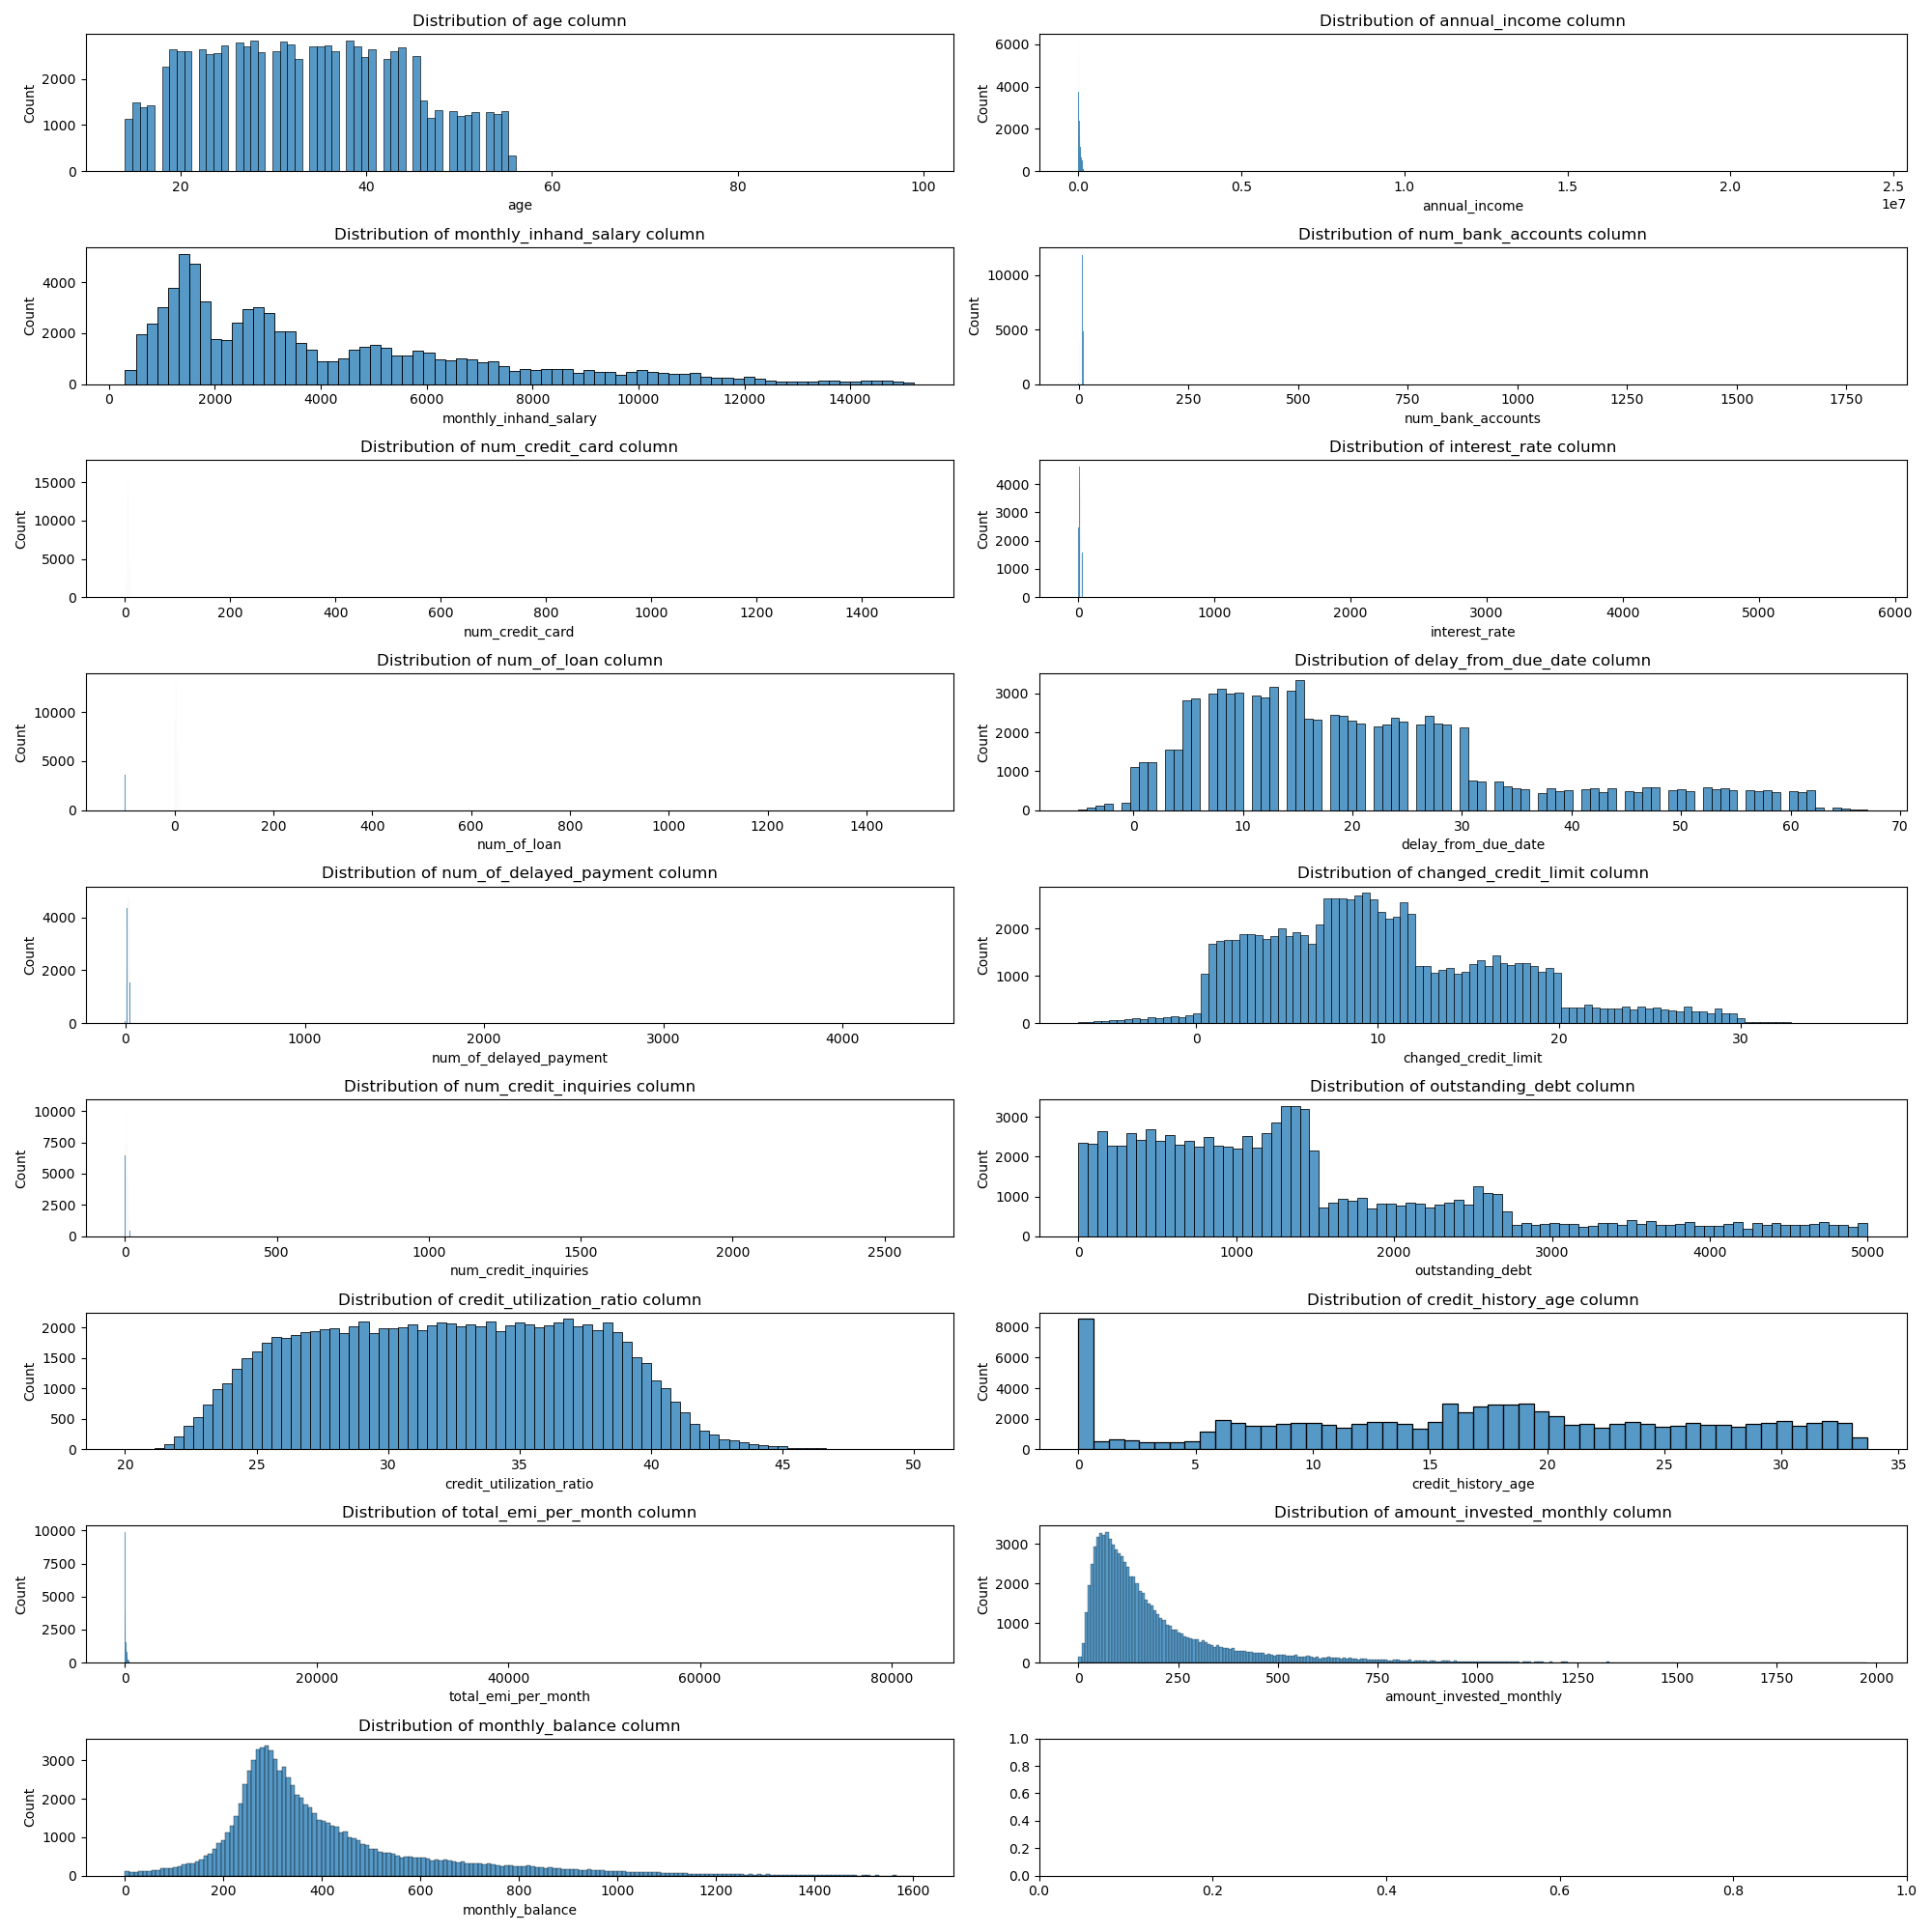 Distribution of age column
Count
2000
1000
0
20 40 60 80 100
age
Distribution of annual_income column
Count
6000
4000
2000
0
0.0 0.5 1.0 1.5 2.0 2.5
1e7
annual_income
Distribution of monthly_inhand_salary column
Count
4000
2000
0
0 2000 4000 6000 8000 10000 12000 14000
monthly_inhand_salary
Distribution of num_bank_accounts column
Count
10000
5000
0
0 250 500 750 1000 1250 1500 1750
num_bank_accounts
Distribution of num_credit_card column
Count
15000
10000
5000
0
0 200 400 600 800 1000 1200 1400
num_credit_card
Distribution of interest_rate column
Count
4000
3000
2000
1000
0
0 1000 2000 3000 4000 5000 6000
interest_rate
Distribution of num_of_loan column
Count
10000
5000
0
0 200 400 600 800 1000 1200 1400
num_of_loan
Distribution of delay_from_due_date column
Count
3000
2000
1000
0
0 10 20 30 40 50 60 70
delay_from_due_date
Distribution of num_of_delayed_payment column
Count
4000
2000
0
0 1000 2000 3000 4000
num_of_delayed_payment
Distribution of changed_credit_limit column
Count
2000
1000
0
0 10 20 30
changed_credit_limit
Distribution of num_credit_inquiries column
Count
10000
7500
5000
2500
0
0 500 1000 1500 2000 2500
num_credit_inquiries
Distribution of outstanding_debt column
Count
3000
2000
1000
0
0 1000 2000 3000 4000 5000
outstanding_debt
Distribution of credit_utilization_ratio column
Count
2000
1500
1000
500
0
20 25 30 35 40 45 50
credit_utilization_ratio
Distribution of credit_history_age column
Count
8000
6000
4000
2000
0
0 5 10 15 20 25 30 35
credit_history_age
Distribution of total_emi_per_month column
Count
10000
7500
5000
2500
0
0 20000 40000 60000 80000
total_emi_per_month
Distribution of amount_invested_monthly column
Count
3000
2000
1000
0
0 250 500 750 1000 1250 1500 1750 2000
amount_invested_monthly
Distribution of monthly_balance column
Count
3000
2000
1000
0
0 200 400 600 800 1000 1200 1400 1600
monthly_balance
1.0
0.8
0.6
0.4
0.2
0.0
0.0 0.2 0.4 0.6 0.8 1.0